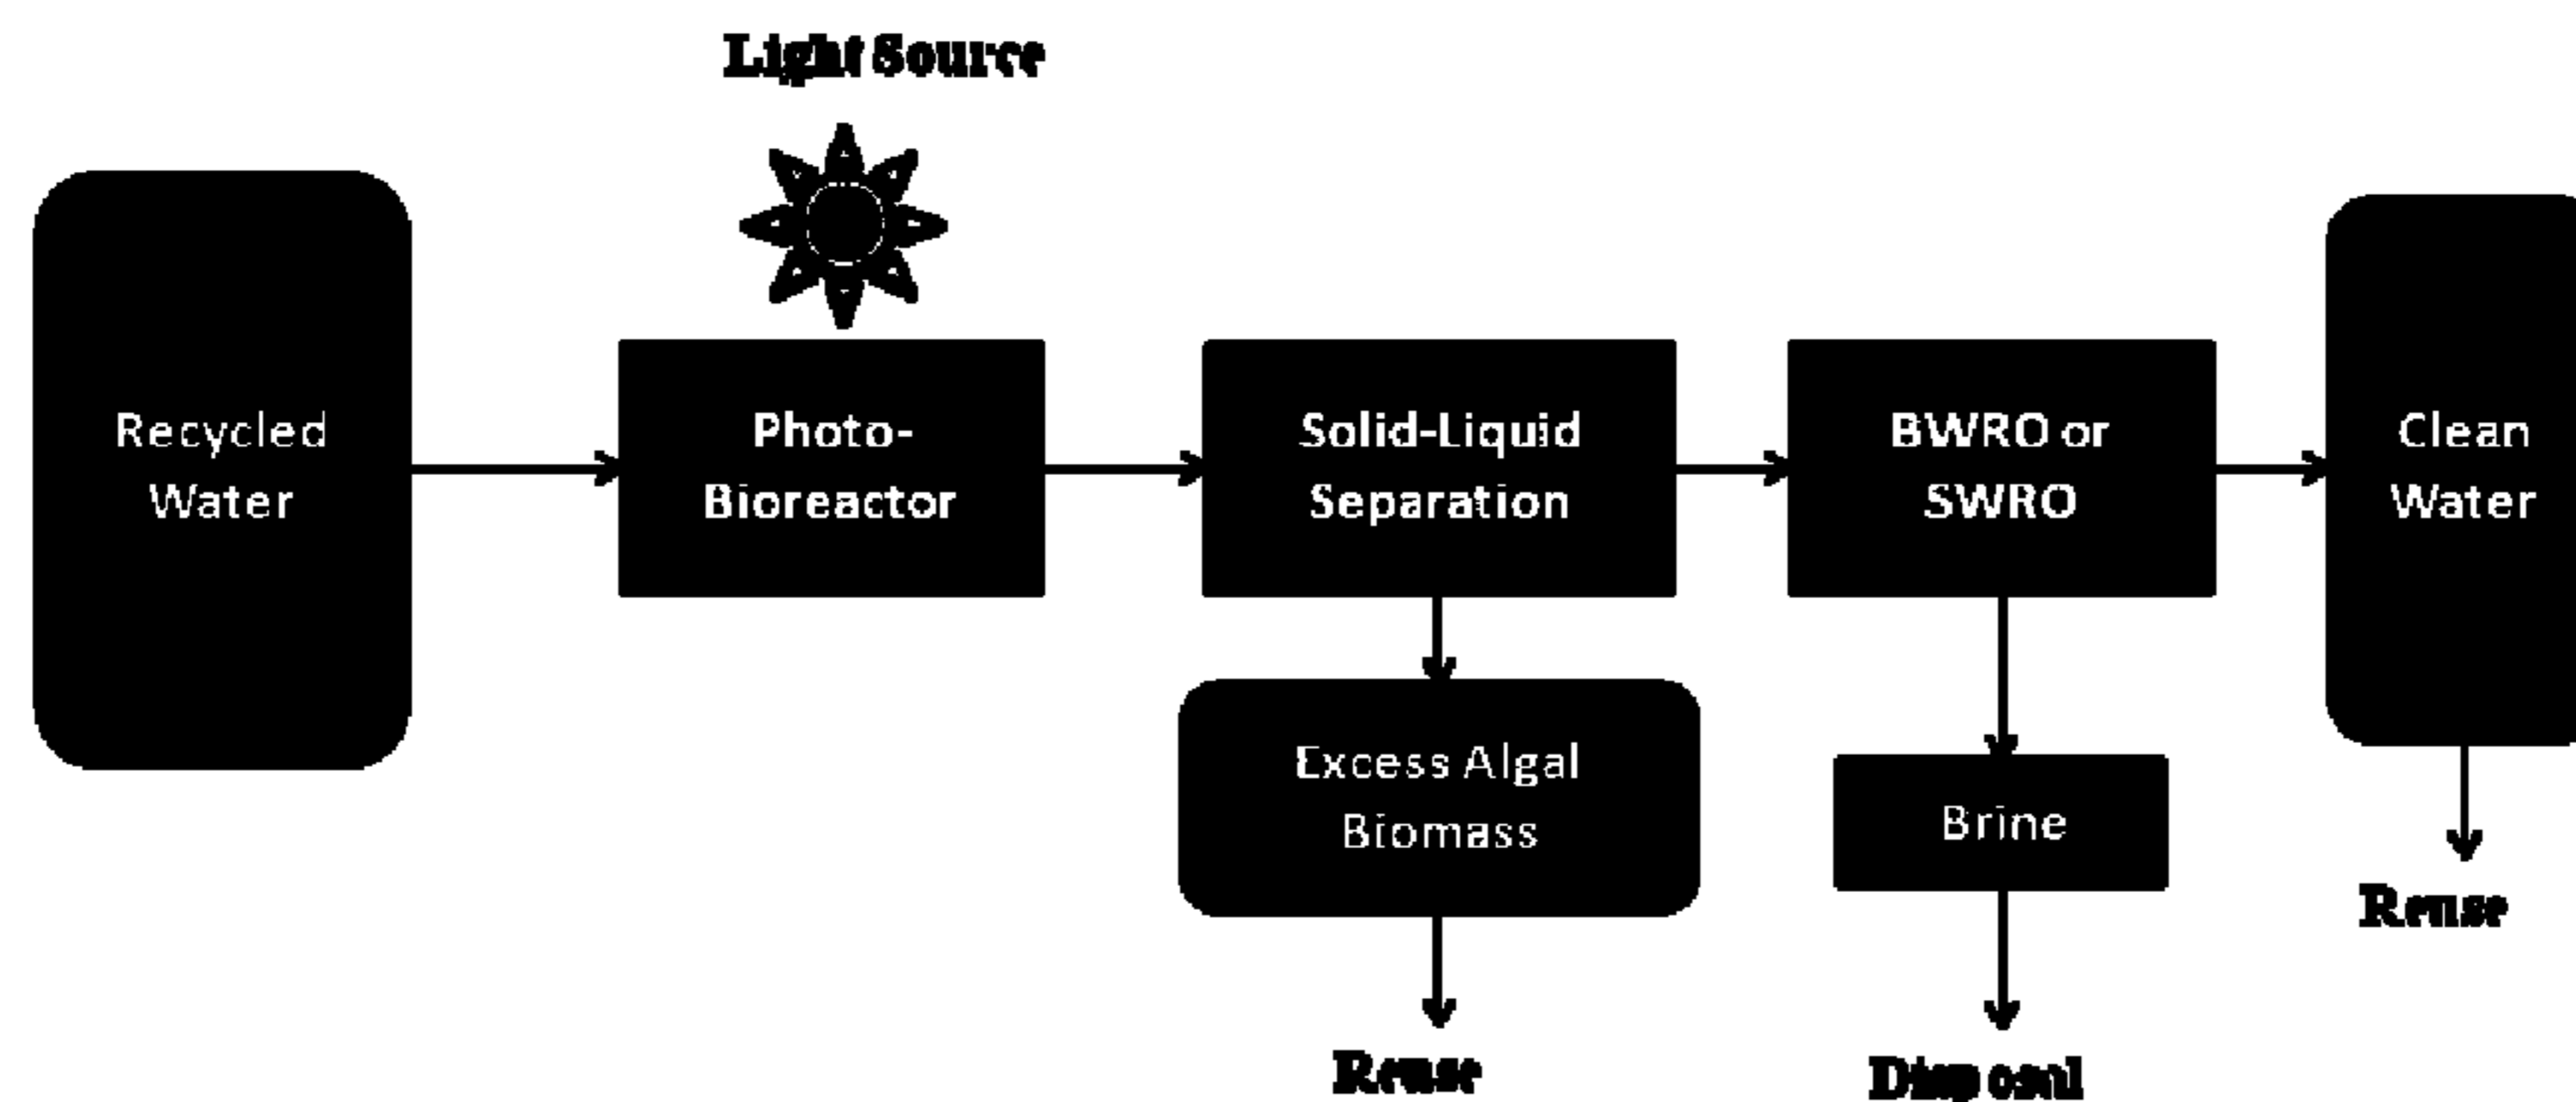 Light Source
Recycled
Water
Photo-
Bioreactor
Solid-Liquid
Separation
BWRO or
SWRO
Clean
Water
Excess Algal
Biomass
Brine
Reuse
Reuse
Disposal